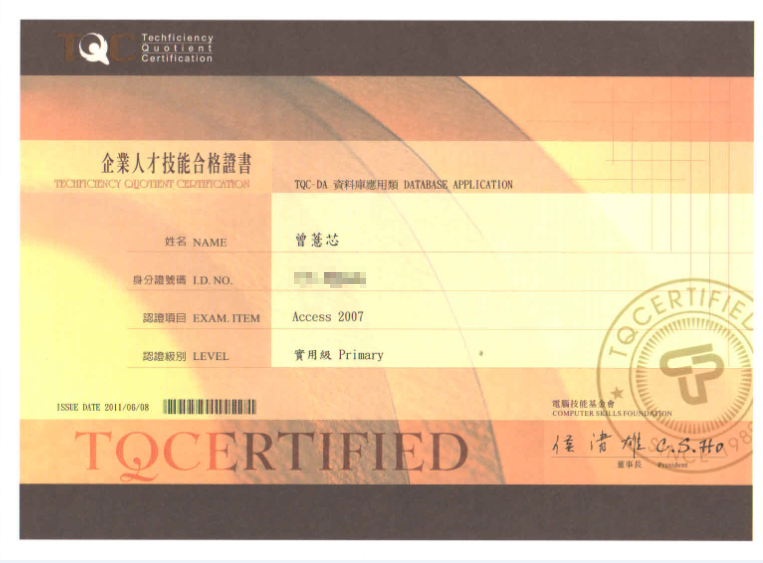 TQC Techficiency
Quotient
Certification
企業人才技能合格證書
TECHFICIENCY QUOTIENT CERTIFICATION
TQC-DA 資料庫應用類 DATABASE APPLICATION
姓名 NAME 曾薏芯
身分證號碼 I.D. NO.
認證項目 EXAM. ITEM Access 2007
認證級別 LEVEL 實用級 Primary
ISSUE DATE 2011/06/08
電腦技能基金會
COMPUTER SKILLS FOUNDATION
TQCERTIFIED
侯清雄 C.S.Ho
董事長 President
TQCERTIFIED
SINCE 1989